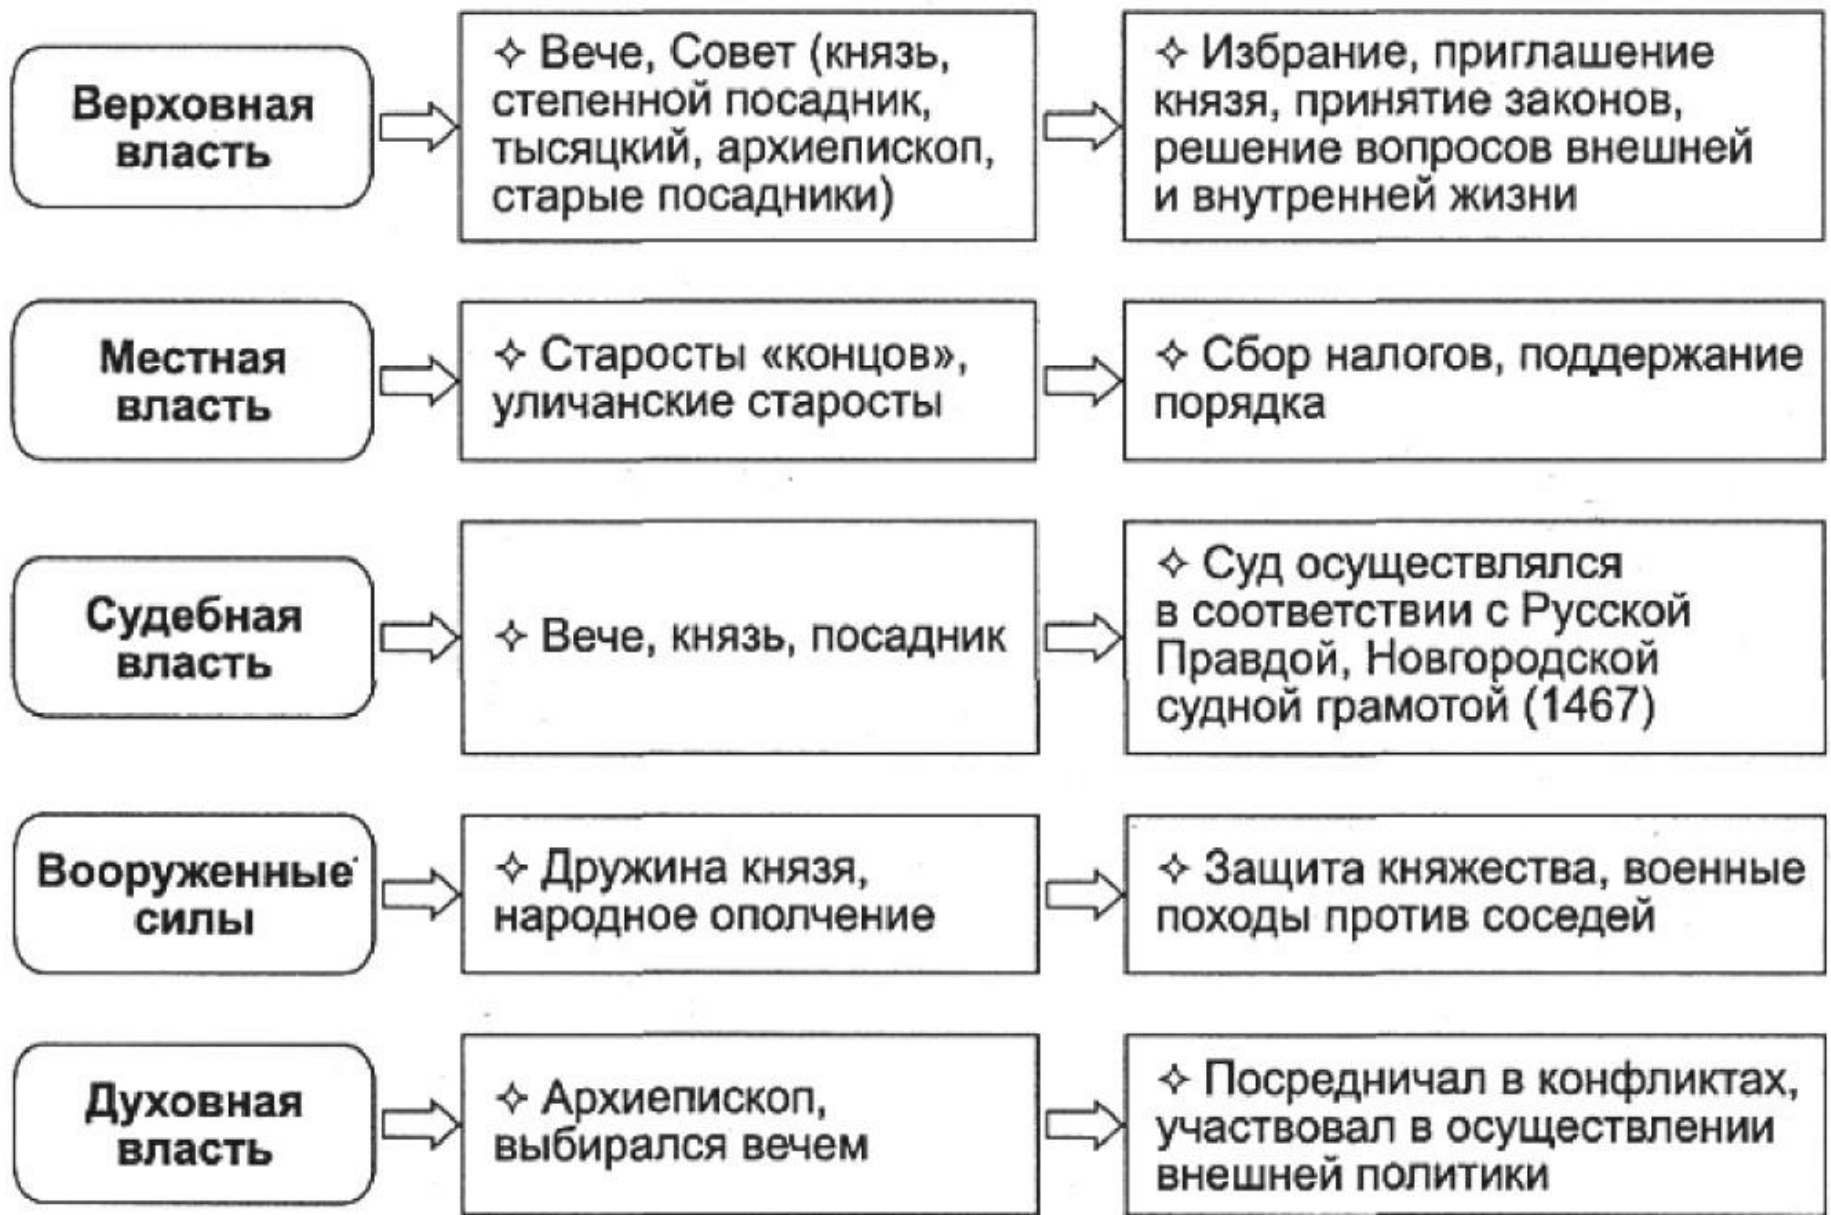 Верховная
власть
✧ Вече, Совет (князь,
степенной посадник,
тысяцкий, архиепископ,
старые посадники)
✧ Избрание, приглашение
князя, принятие законов,
решение вопросов внешней
и внутренней жизни
Местная
власть
✧ Старосты «концов»,
уличанские старосты
✧ Сбор налогов, поддержание
порядка
Судебная
власть
✧ Вече, князь, посадник
✧ Суд осуществлялся
в соответствии с Русской
Правдой, Новгородской
судной грамотой (1467)
Вооруженные
силы
✧ Дружина князя,
народное ополчение
✧ Защита княжества, военные
походы против соседей
Духовная
власть
✧ Архиепископ,
выбирался вечем
✧ Посредничал в конфликтах,
участвовал в осуществлении
внешней политики